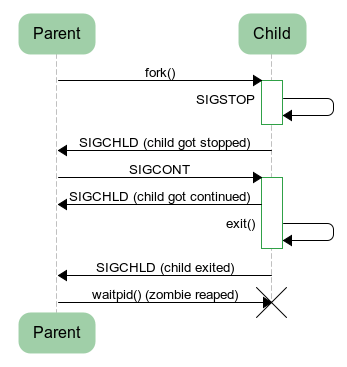 Parent
Child
fork()
SIGSTOP
SIGCHLD (child got stopped)
SIGCONT
SIGCHLD (child got continued)
exit()
SIGCHLD (child exited)
waitpid() (zombie reaped)
Parent